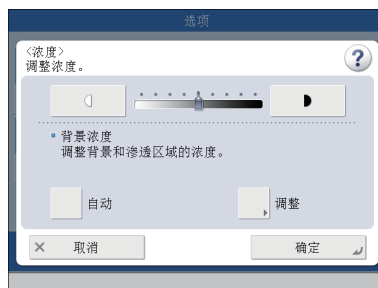 选项
<浓度>
调整浓度。
?
背景浓度
调整背景和渗透区域的浓度。
自动
调整
× 取消
确定